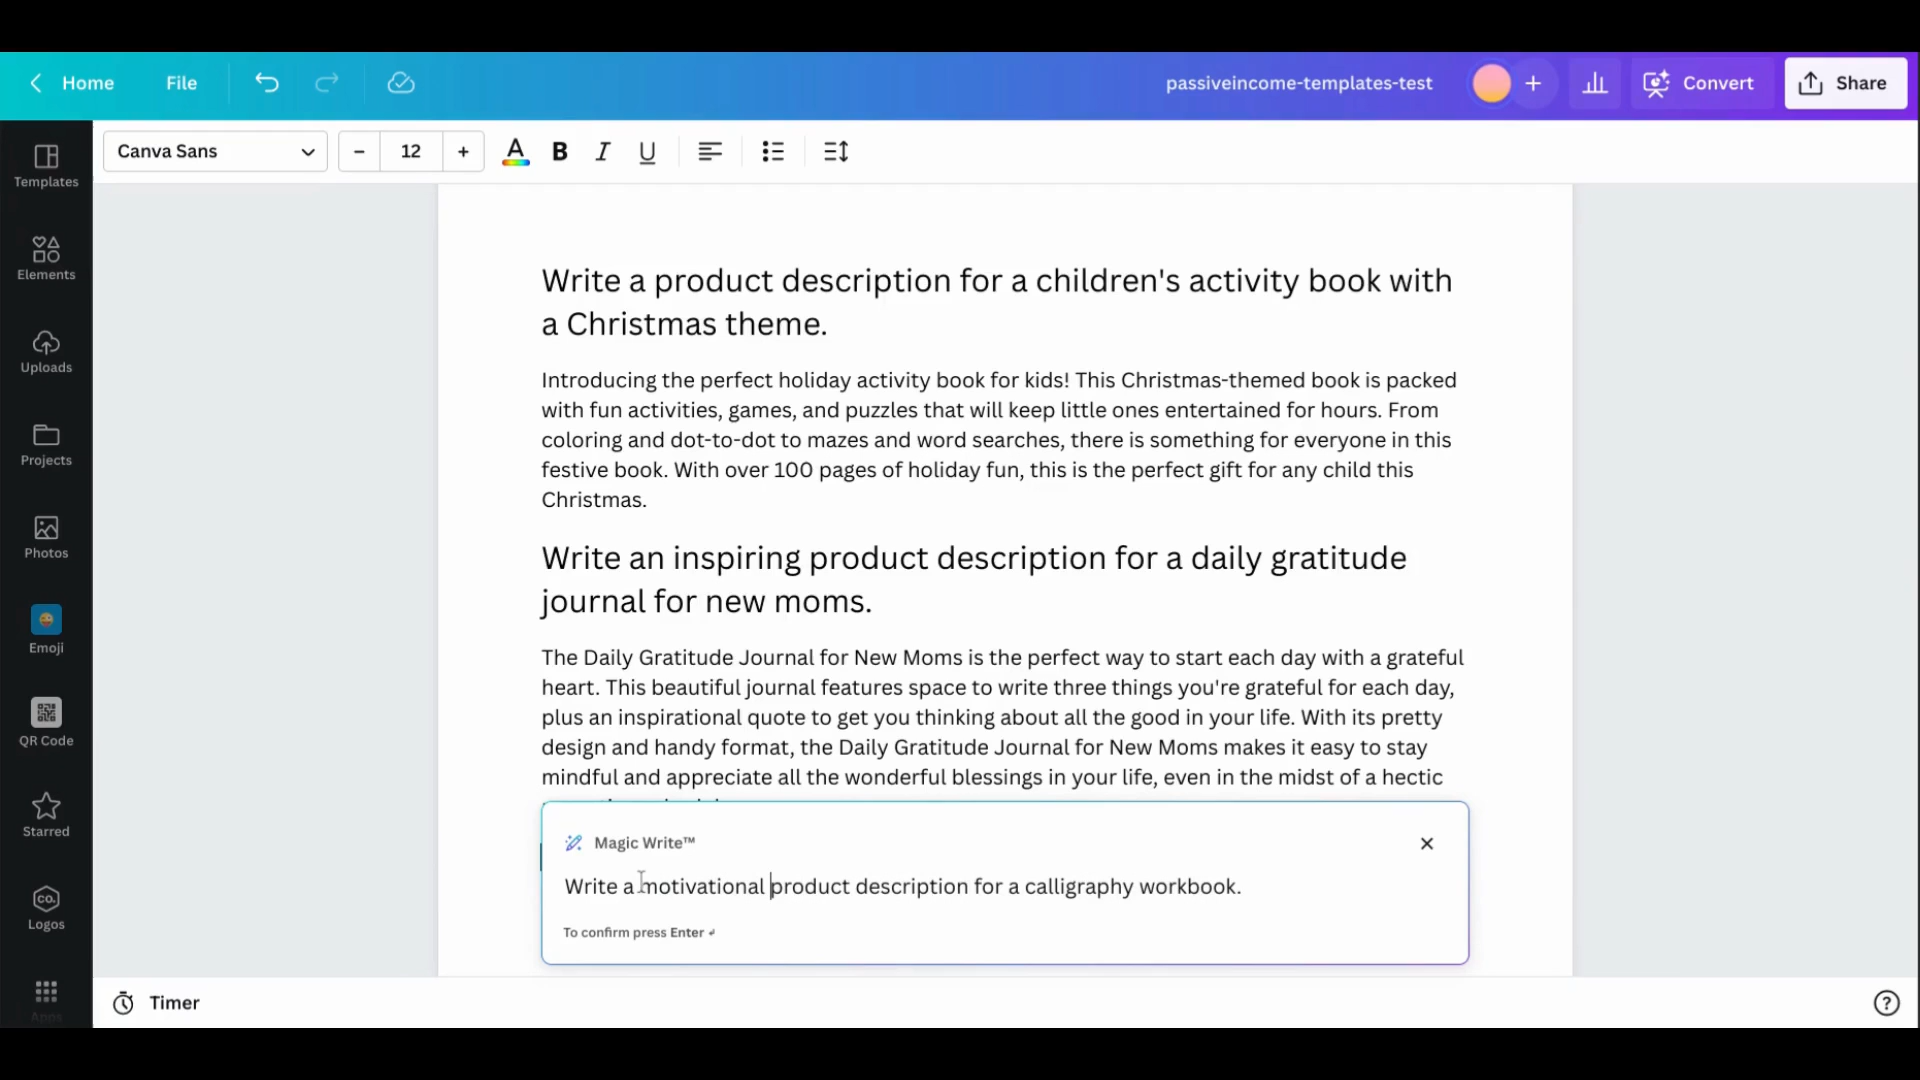 Home File passiveincome-templates-test Convert Share
Canva Sans 12
Templates
Elements
Uploads
Projects
Photos
Emoji
QR Code
Starred
Logos
Apps
Write a product description for a children's activity book with
a Christmas theme.
Introducing the perfect holiday activity book for kids! This Christmas-themed book is packed
with fun activities, games, and puzzles that will keep little ones entertained for hours. From
coloring and dot-to-dot to mazes and word searches, there is something for everyone in this
festive book. With over 100 pages of holiday fun, this is the perfect gift for any child this
Christmas.
Write an inspiring product description for a daily gratitude
journal for new moms.
The Daily Gratitude Journal for New Moms is the perfect way to start each day with a grateful
heart. This beautiful journal features space to write three things you're grateful for each day,
plus an inspirational quote to get you thinking about all the good in your life. With its pretty
design and handy format, the Daily Gratitude Journal for New Moms makes it easy to stay
mindful and appreciate all the wonderful blessings in your life, even in the midst of a hectic
Magic Write™
Write a motivational product description for a calligraphy workbook.
To confirm press Enter ↲
Timer